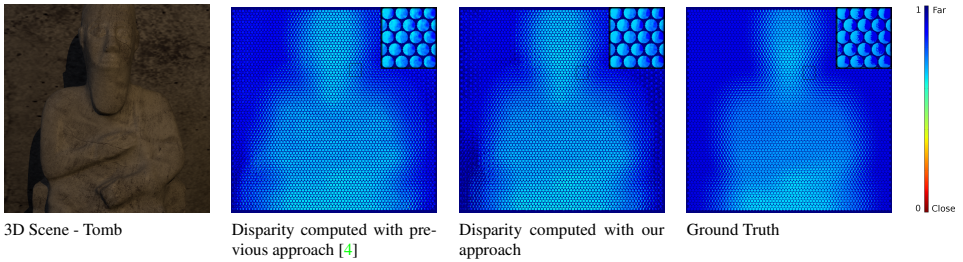 1 Far
0 Close
3D Scene - Tomb
Disparity computed with pre-
vious approach [4]
Disparity computed with our
approach
Ground Truth